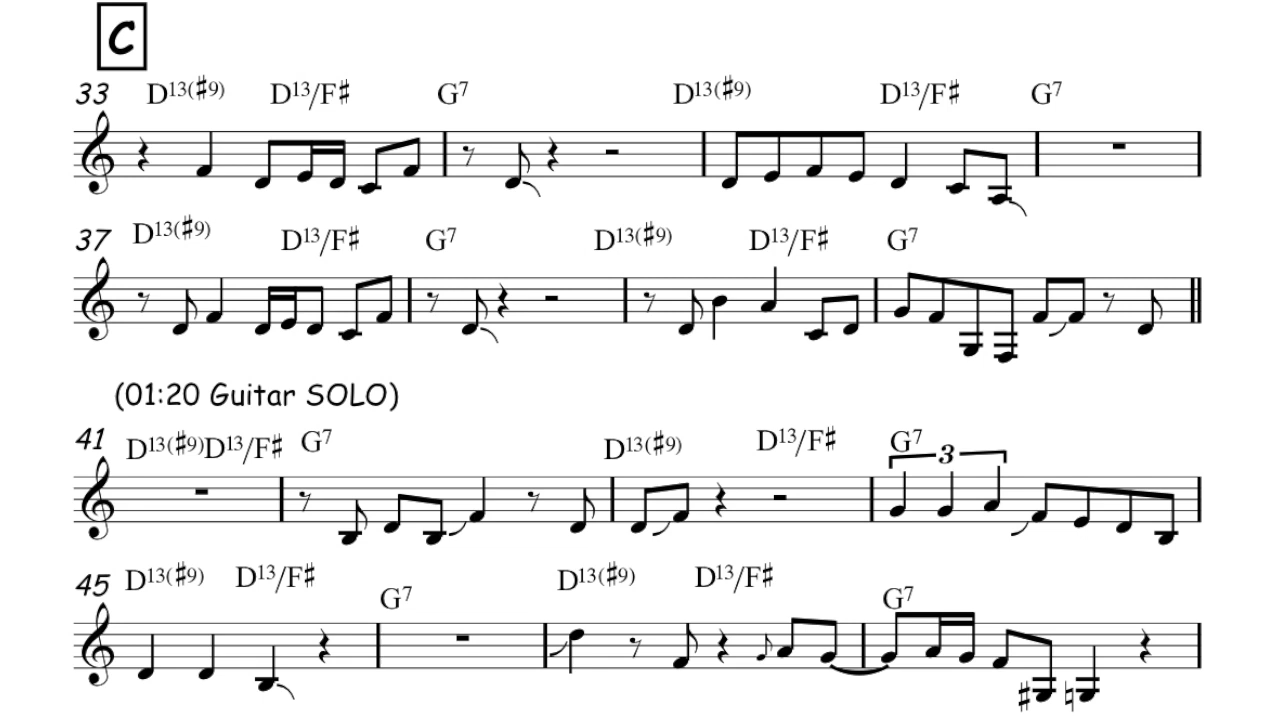 C
33 D13(♯9) D13/F♯ G7 D13(♯9) D13/F♯ G7
37 D13(♯9) D13/F♯ G7 D13(♯9) D13/F♯ G7
(01:20 Guitar SOLO)
41 D13(♯9) D13/F♯ G7 D13(♯9) D13/F♯ G7
3
45 D13(♯9) D13/F♯ G7 D13(♯9) D13/F♯ G7